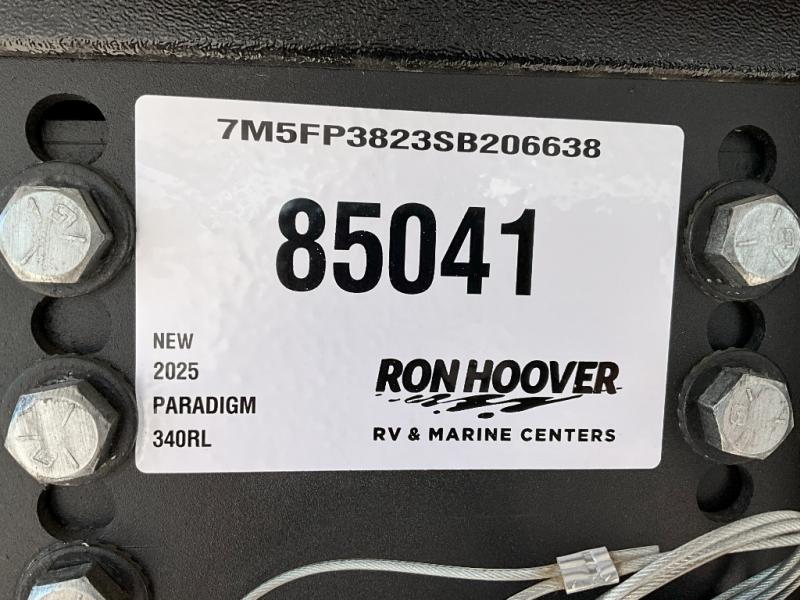 7M5FP3823SB206638
85041
NEW
2025
PARADIGM
340RL
RON HOOVER
RV & MARINE CENTERS